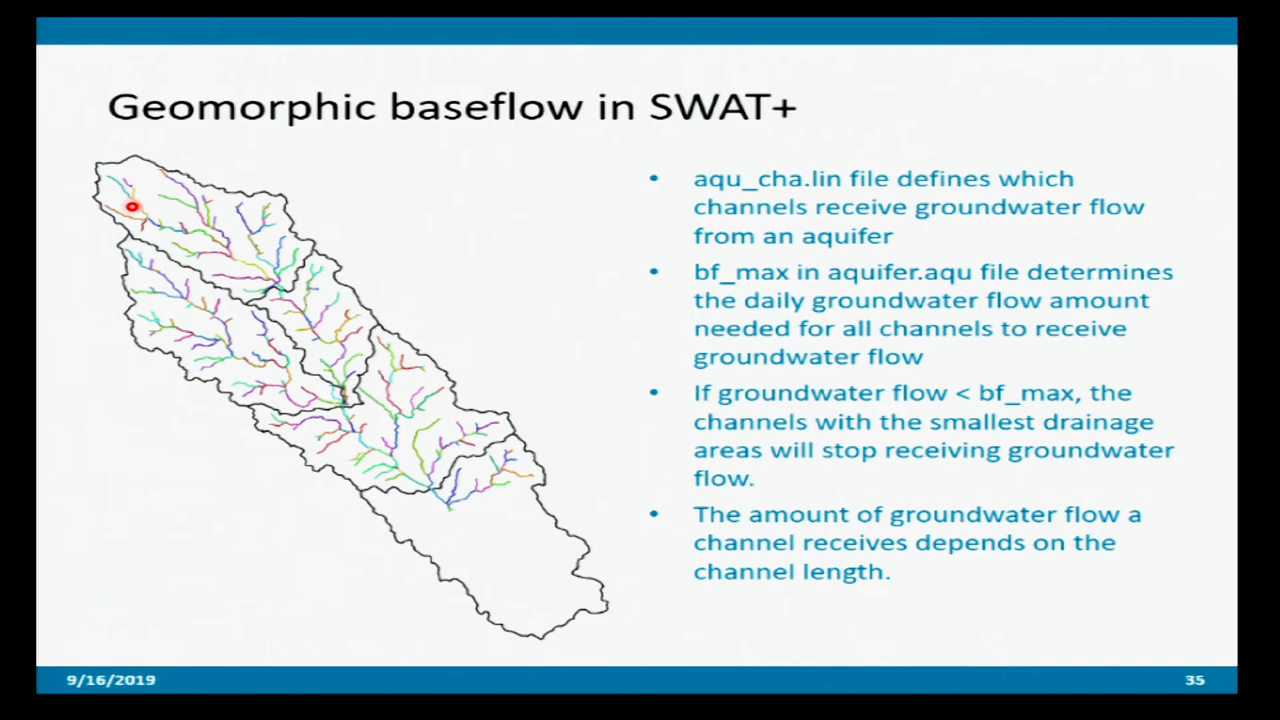 Geomorphic baseflow in SWAT+
• aqu_cha.lin file defines which
channels receive groundwater flow
from an aquifer
• bf_max in aquifer.aqu file determines
the daily groundwater flow amount
needed for all channels to receive
groundwater flow
• If groundwater flow < bf_max, the
channels with the smallest drainage
areas will stop receiving groundwater
flow.
• The amount of groundwater flow a
channel receives depends on the
channel length.
9/16/2019
35